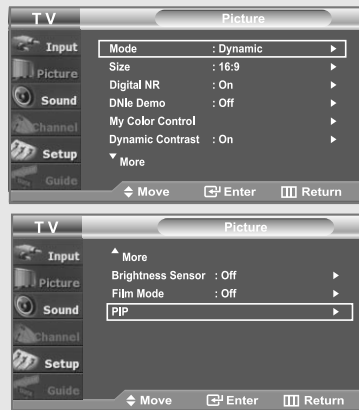 TV Picture
Input
Picture
Sound
Channel
Setup
Guide
Mode : Dynamic
Size : 16:9
Digital NR : On
DNIe Demo : Off
My Color Control
Dynamic Contrast : On
More
Move Enter Return
TV Picture
Input
Picture
Sound
Channel
Setup
Guide
More
Brightness Sensor : Off
Film Mode : Off
PIP
Move Enter Return